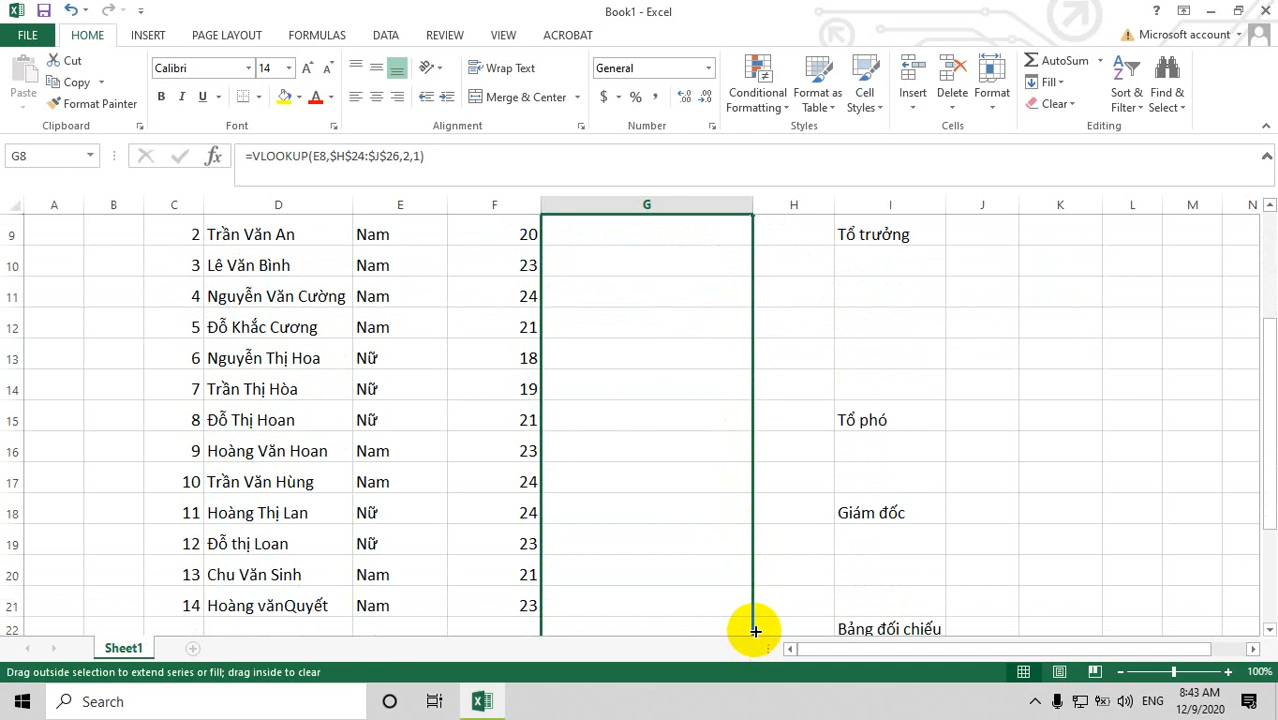 Book1 - Excel
FILE HOME INSERT PAGE LAYOUT FORMULAS DATA REVIEW VIEW ACROBAT Microsoft account
Paste
Cut
Copy
Format Painter
Clipboard
Calibri 14
B I U
Font
Wrap Text
Merge & Center
Alignment
General
$ % ,
Number
Conditional Formatting
Format as Table
Cell Styles
Styles
Insert
Delete
Format
Cells
AutoSum
Fill
Clear
Sort & Filter
Find & Select
Editing
G8 fx =VLOOKUP(E8,$H$24:$J$26,2,1)
A B C D E F G H I J K L M N
9 2 Trần Văn An Nam 20 Tổ trưởng
10 3 Lê Văn Bình Nam 23
11 4 Nguyễn Văn Cường Nam 24
12 5 Đỗ Khắc Cương Nam 21
13 6 Nguyễn Thị Hoa Nữ 18
14 7 Trần Thị Hòa Nữ 19
15 8 Đỗ Thị Hoan Nữ 21 Tổ phó
16 9 Hoàng Văn Hoan Nam 23
17 10 Trần Văn Hùng Nam 24
18 11 Hoàng Thị Lan Nữ 24 Giám đốc
19 12 Đỗ thị Loan Nữ 23
20 13 Chu Văn Sinh Nam 21
21 14 Hoàng vănQuyết Nam 23
22 Bảng đối chiếu
Sheet1
Drag outside selection to extend series or fill; drag inside to clear 100%
Search ENG 8:43 AM
12/9/2020